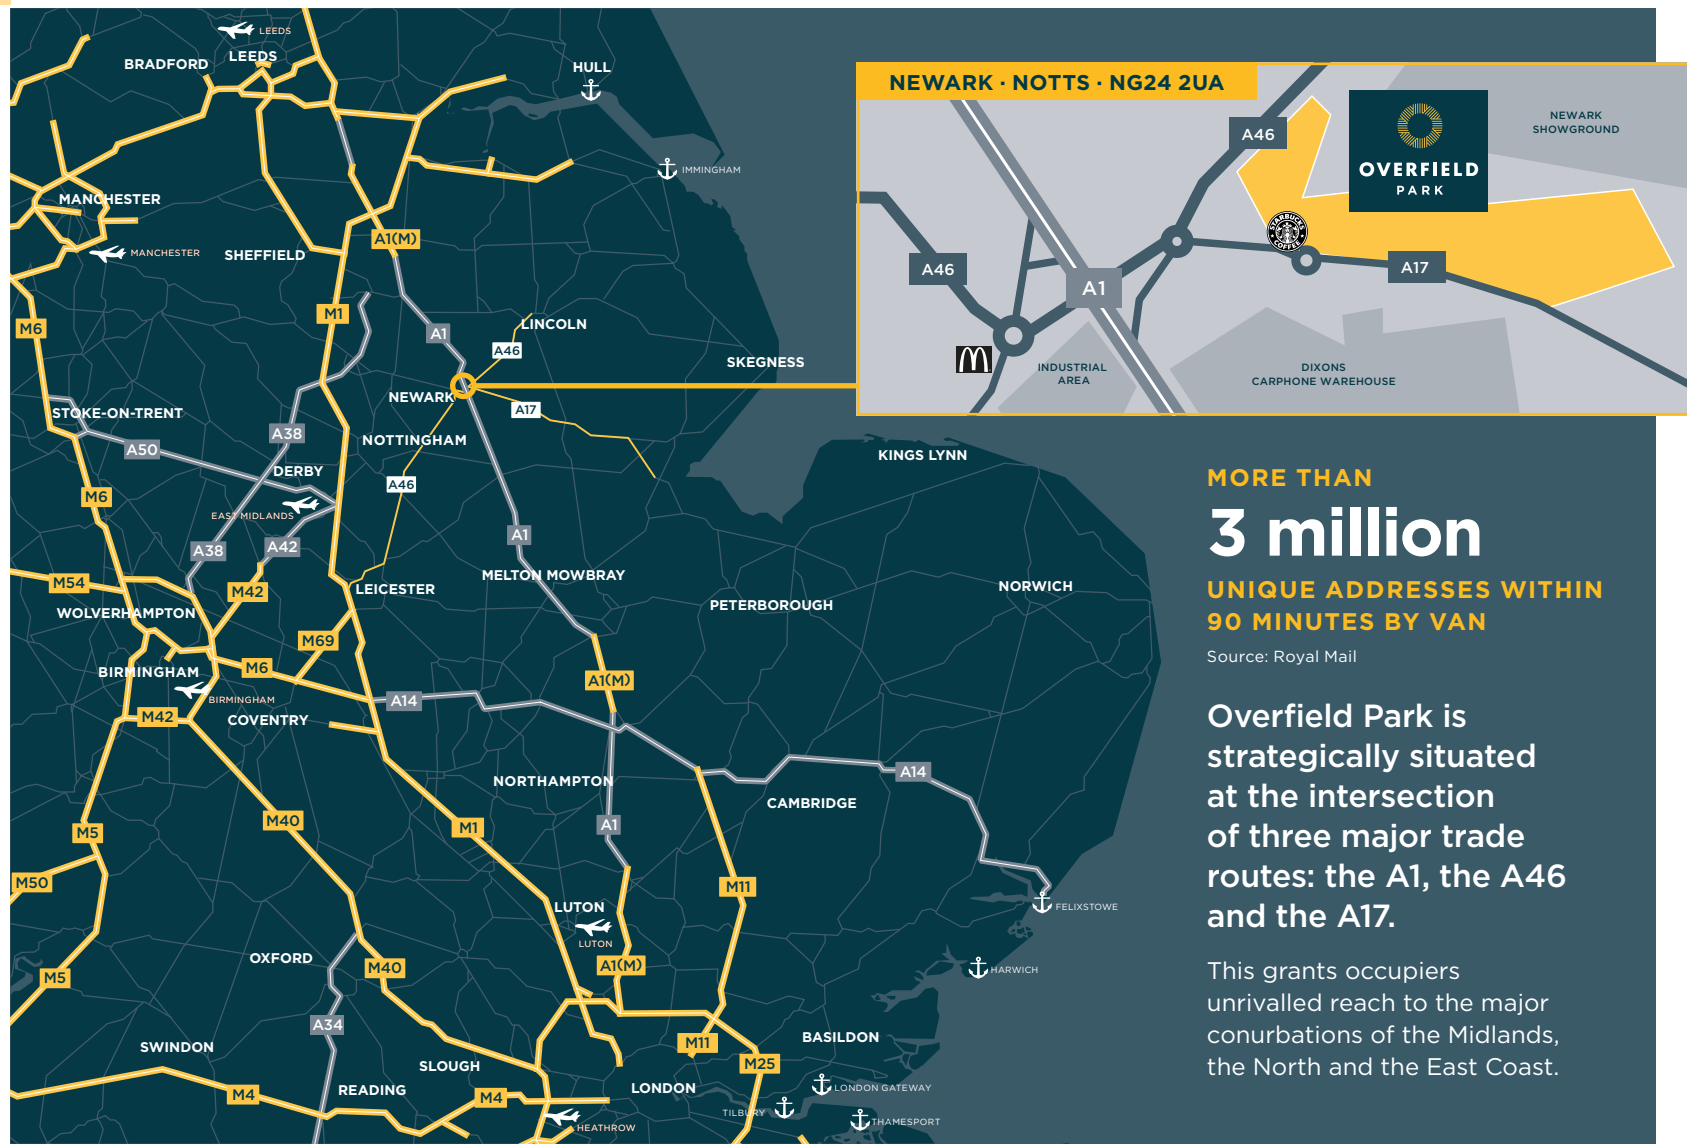 LEEDS
LEEDS
BRADFORD
HULL
IMMINGHAM
MANCHESTER
MANCHESTER
SHEFFIELD
A1(M)
M1
M6
A1
LINCOLN
A46
SKEGNESS
NEWARK
A17
STOKE-ON-TRENT
A38
NOTTINGHAM
A50
DERBY
A46
KINGS LYNN
M6
EAST MIDLANDS
A1
A38
A42
M54
M42
LEICESTER
MELTON MOWBRAY
NORWICH
PETERBOROUGH
WOLVERHAMPTON
M69
BIRMINGHAM
M6
A1(M)
BIRMINGHAM
A14
M42
COVENTRY
NORTHAMPTON
A14
CAMBRIDGE
M40
M1
A1
M5
M50
M11
LUTON
FELIXSTOWE
LUTON
OXFORD
M40
A1(M)
HARWICH
M5
A34
SWINDON
M11
BASILDON
SLOUGH
M25
READING
LONDON
LONDON GATEWAY
M4
M4
TILBURY
THAMESPORT
HEATHROW
NEWARK · NOTTS · NG24 2UA
A46
OVERFIELD
PARK
NEWARK
SHOWGROUND
STARBUCKS
COFFEE
A46
A1
A17
INDUSTRIAL
AREA
DIXONS
CARPHONE WAREHOUSE
MORE THAN
3 million
UNIQUE ADDRESSES WITHIN
90 MINUTES BY VAN
Source: Royal Mail
Overfield Park is
strategically situated
at the intersection
of three major trade
routes: the A1, the A46
and the A17.
This grants occupiers
unrivalled reach to the major
conurbations of the Midlands,
the North and the East Coast.